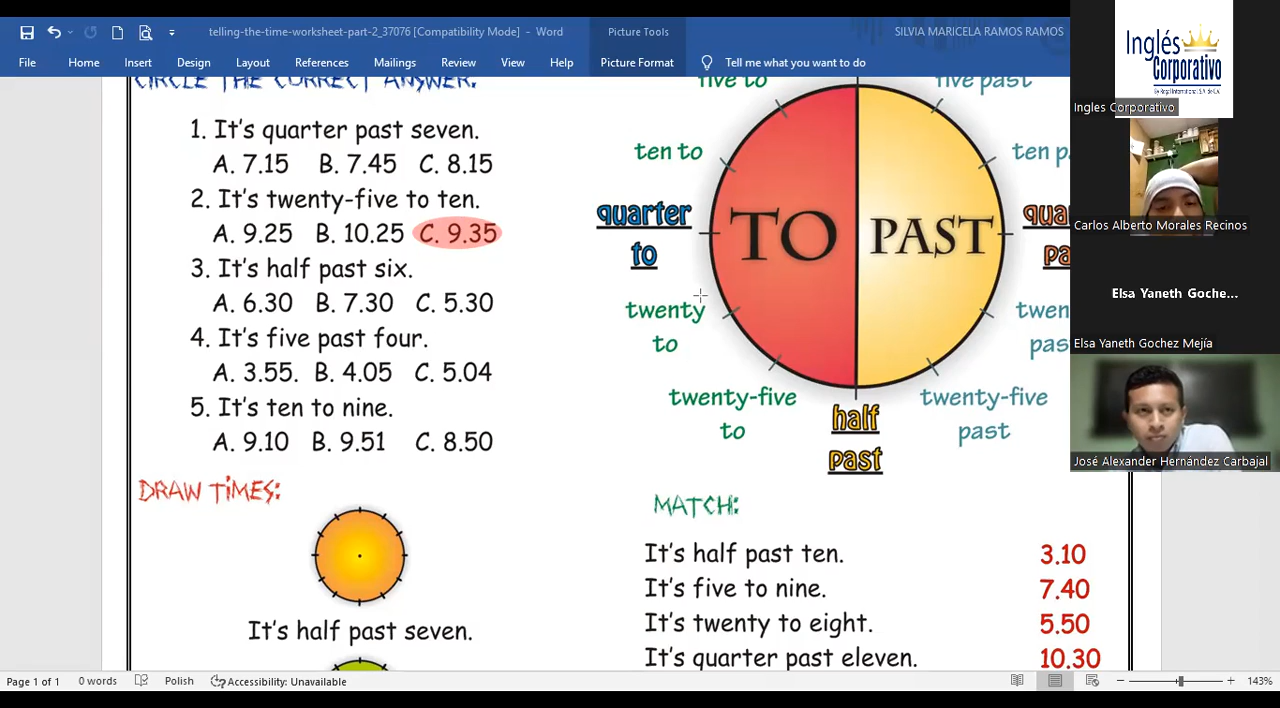 telling-the-time-worksheet-part-2_37076 [Compatibility Mode] - Word
Picture Tools
SILVIA MARICELA RAMOS RAMOS
File Home Insert Design Layout References Mailings Review View Help Picture Format Tell me what you want to do
CIRCLE THE CORRECT ANSWER:
1. It's quarter past seven.
A. 7.15 B. 7.45 C. 8.15
2. It's twenty-five to ten.
A. 9.25 B. 10.25 C. 9.35
3. It's half past six.
A. 6.30 B. 7.30 C. 5.30
4. It's five past four.
A. 3.55. B. 4.05 C. 5.04
5. It's ten to nine.
A. 9.10 B. 9.51 C. 8.50
DRAW TIMES:
It's half past seven.
five to
five past
ten to
quarter
to
TO PAST
twenty
to
twenty-five
to
half
past
twenty-five
past
MATCH:
It's half past ten. 3.10
It's five to nine. 7.40
It's twenty to eight. 5.50
It's quarter past eleven. 10.30
Inglés
Corporativo
Ingles Corporativo
Carlos Alberto Morales Recinos
Elsa Yaneth Goche...
Elsa Yaneth Gochez Mejía
José Alexander Hernández Carbajal
Page 1 of 1 0 words Polish Accessibility: Unavailable 143%